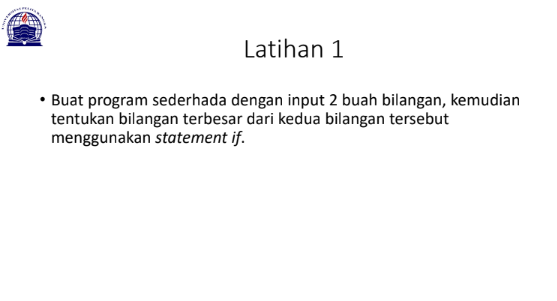 Latihan 1
• Buat program sederhada dengan input 2 buah bilangan, kemudian
tentukan bilangan terbesar dari kedua bilangan tersebut
menggunakan statement if.